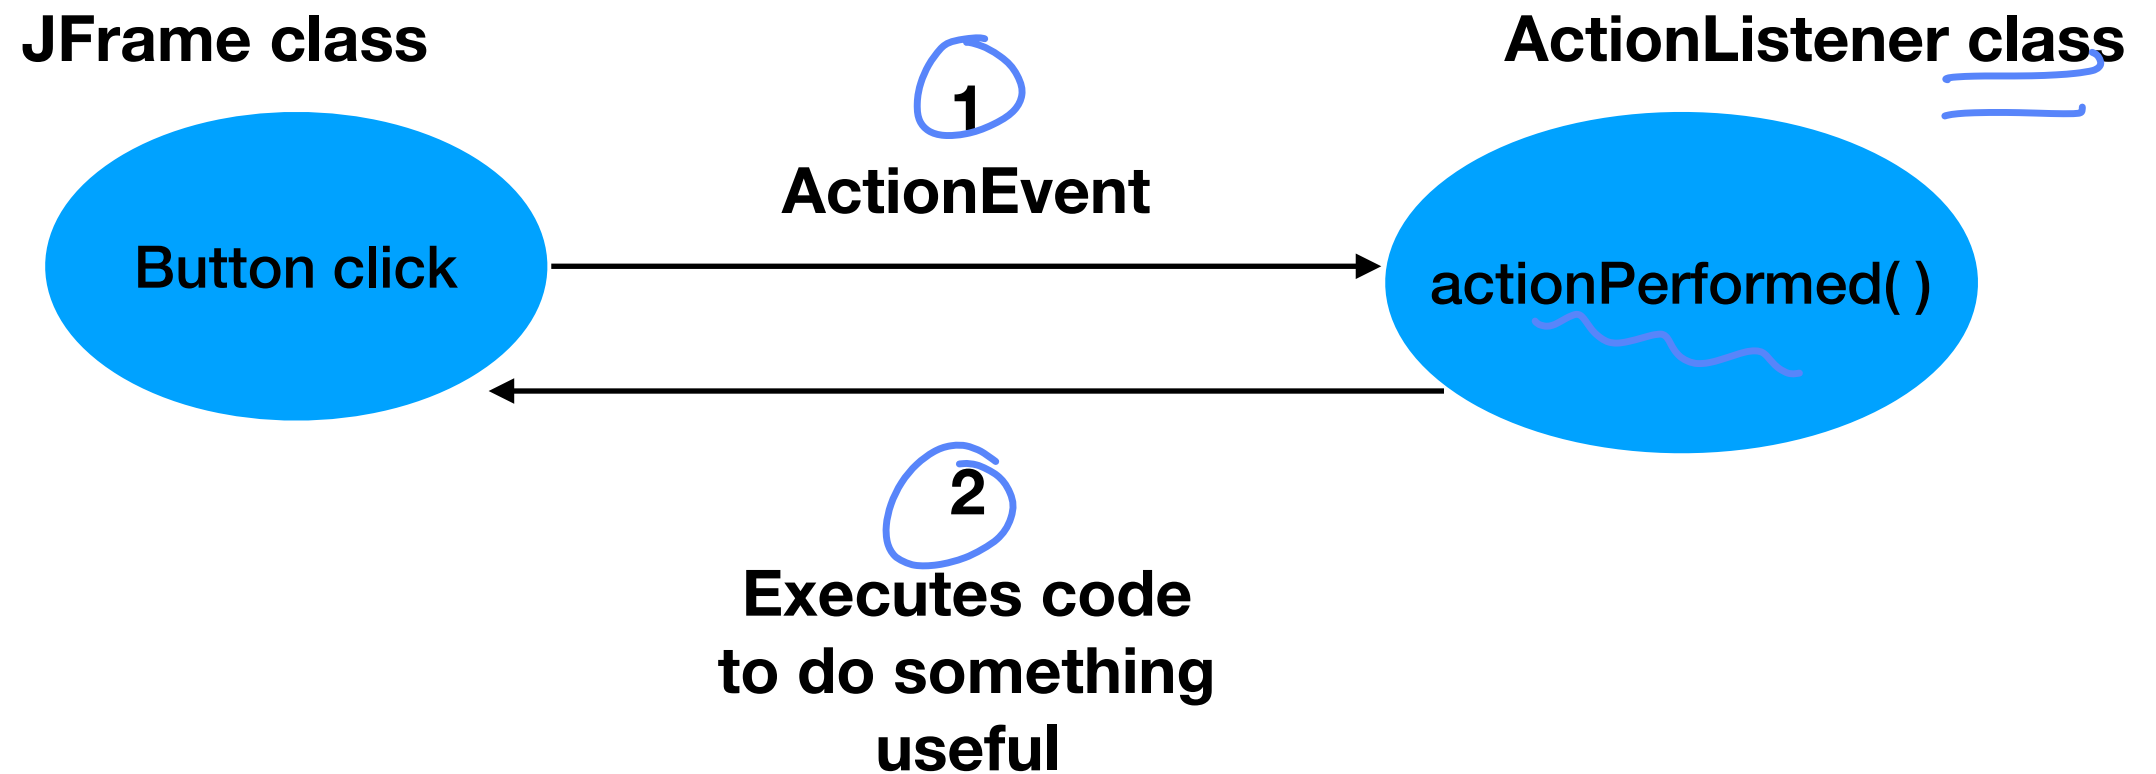 JFrame class
ActionListener class
1
ActionEvent
Button click
actionPerformed( )
2
Executes code
to do something
useful